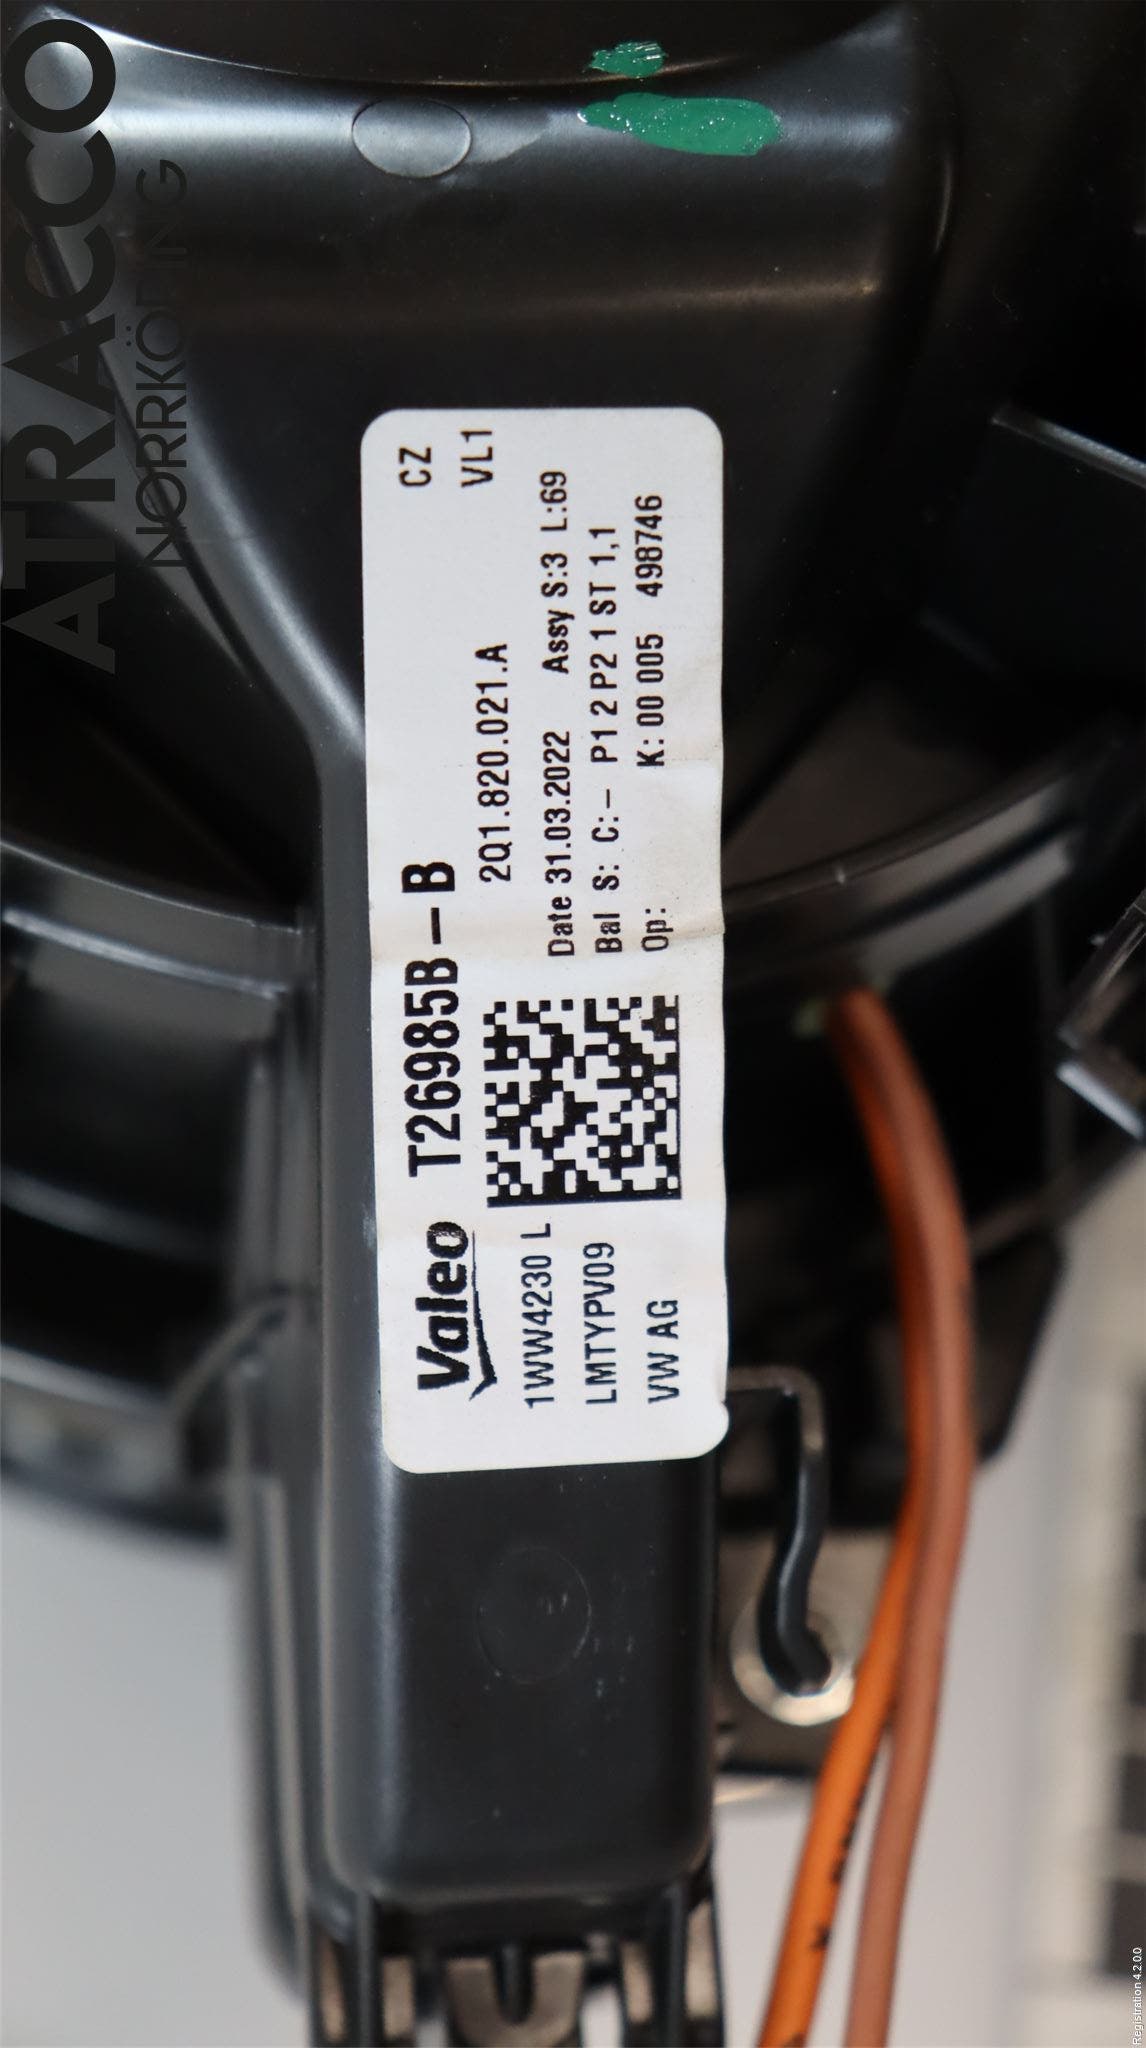 ATRACCO
NORRKÖPING
Valeo T26985B-B CZ
1WW4230 L 2Q1.820.021.A VL1
LMTYPV09 Date 31.03.2022 Assy S:3 L:69
Bal S: C:- P1 2 P2 1 ST 1,1
VW AG Op: K: 00 005 498746
Registration 4.2.0.0